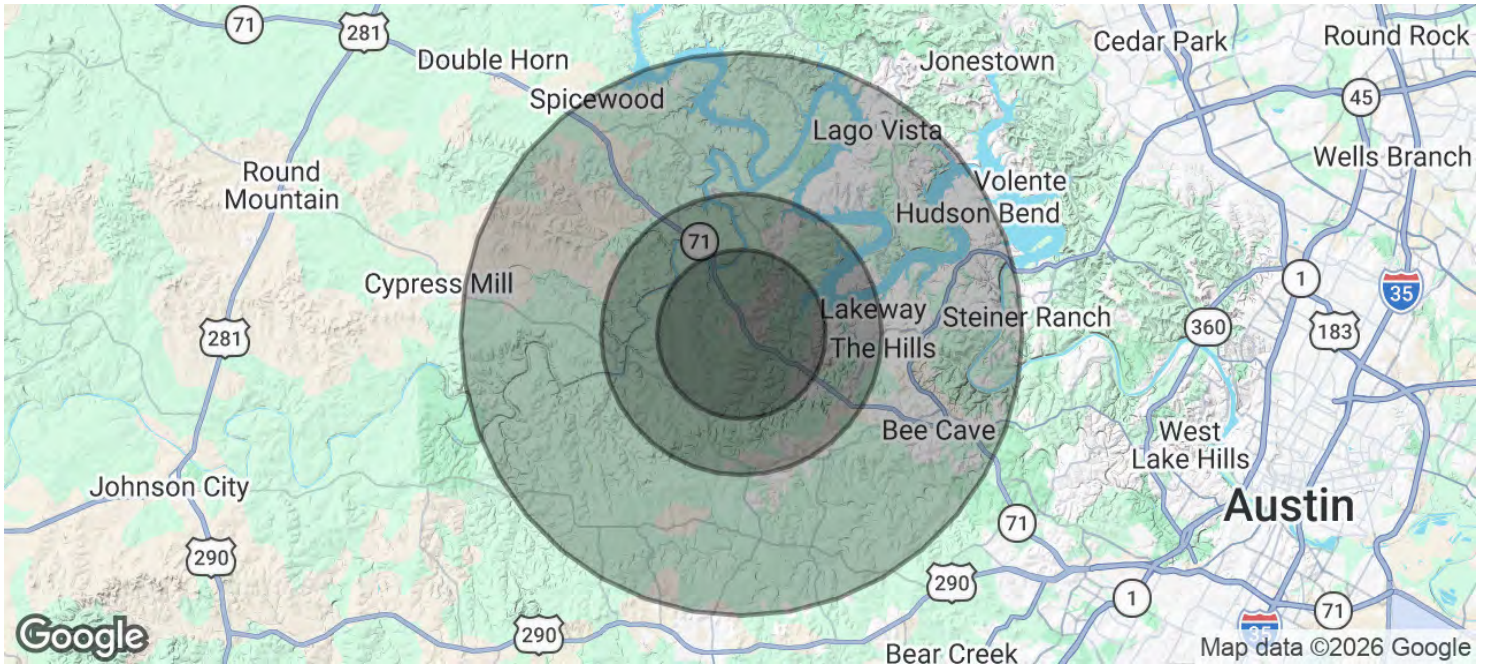 71
281
Double Horn
Jonestown
Cedar Park
Round Rock
Spicewood
45
Lago Vista
Round
Mountain
Wells Branch
Volente
Hudson Bend
71
Cypress Mill
1
35
Lakeway
Steiner Ranch
360
281
183
The Hills
Bee Cave
West
Lake Hills
Johnson City
Austin
71
290
290
1
71
290
35
Google
Bear Creek
Map data ©2026 Google